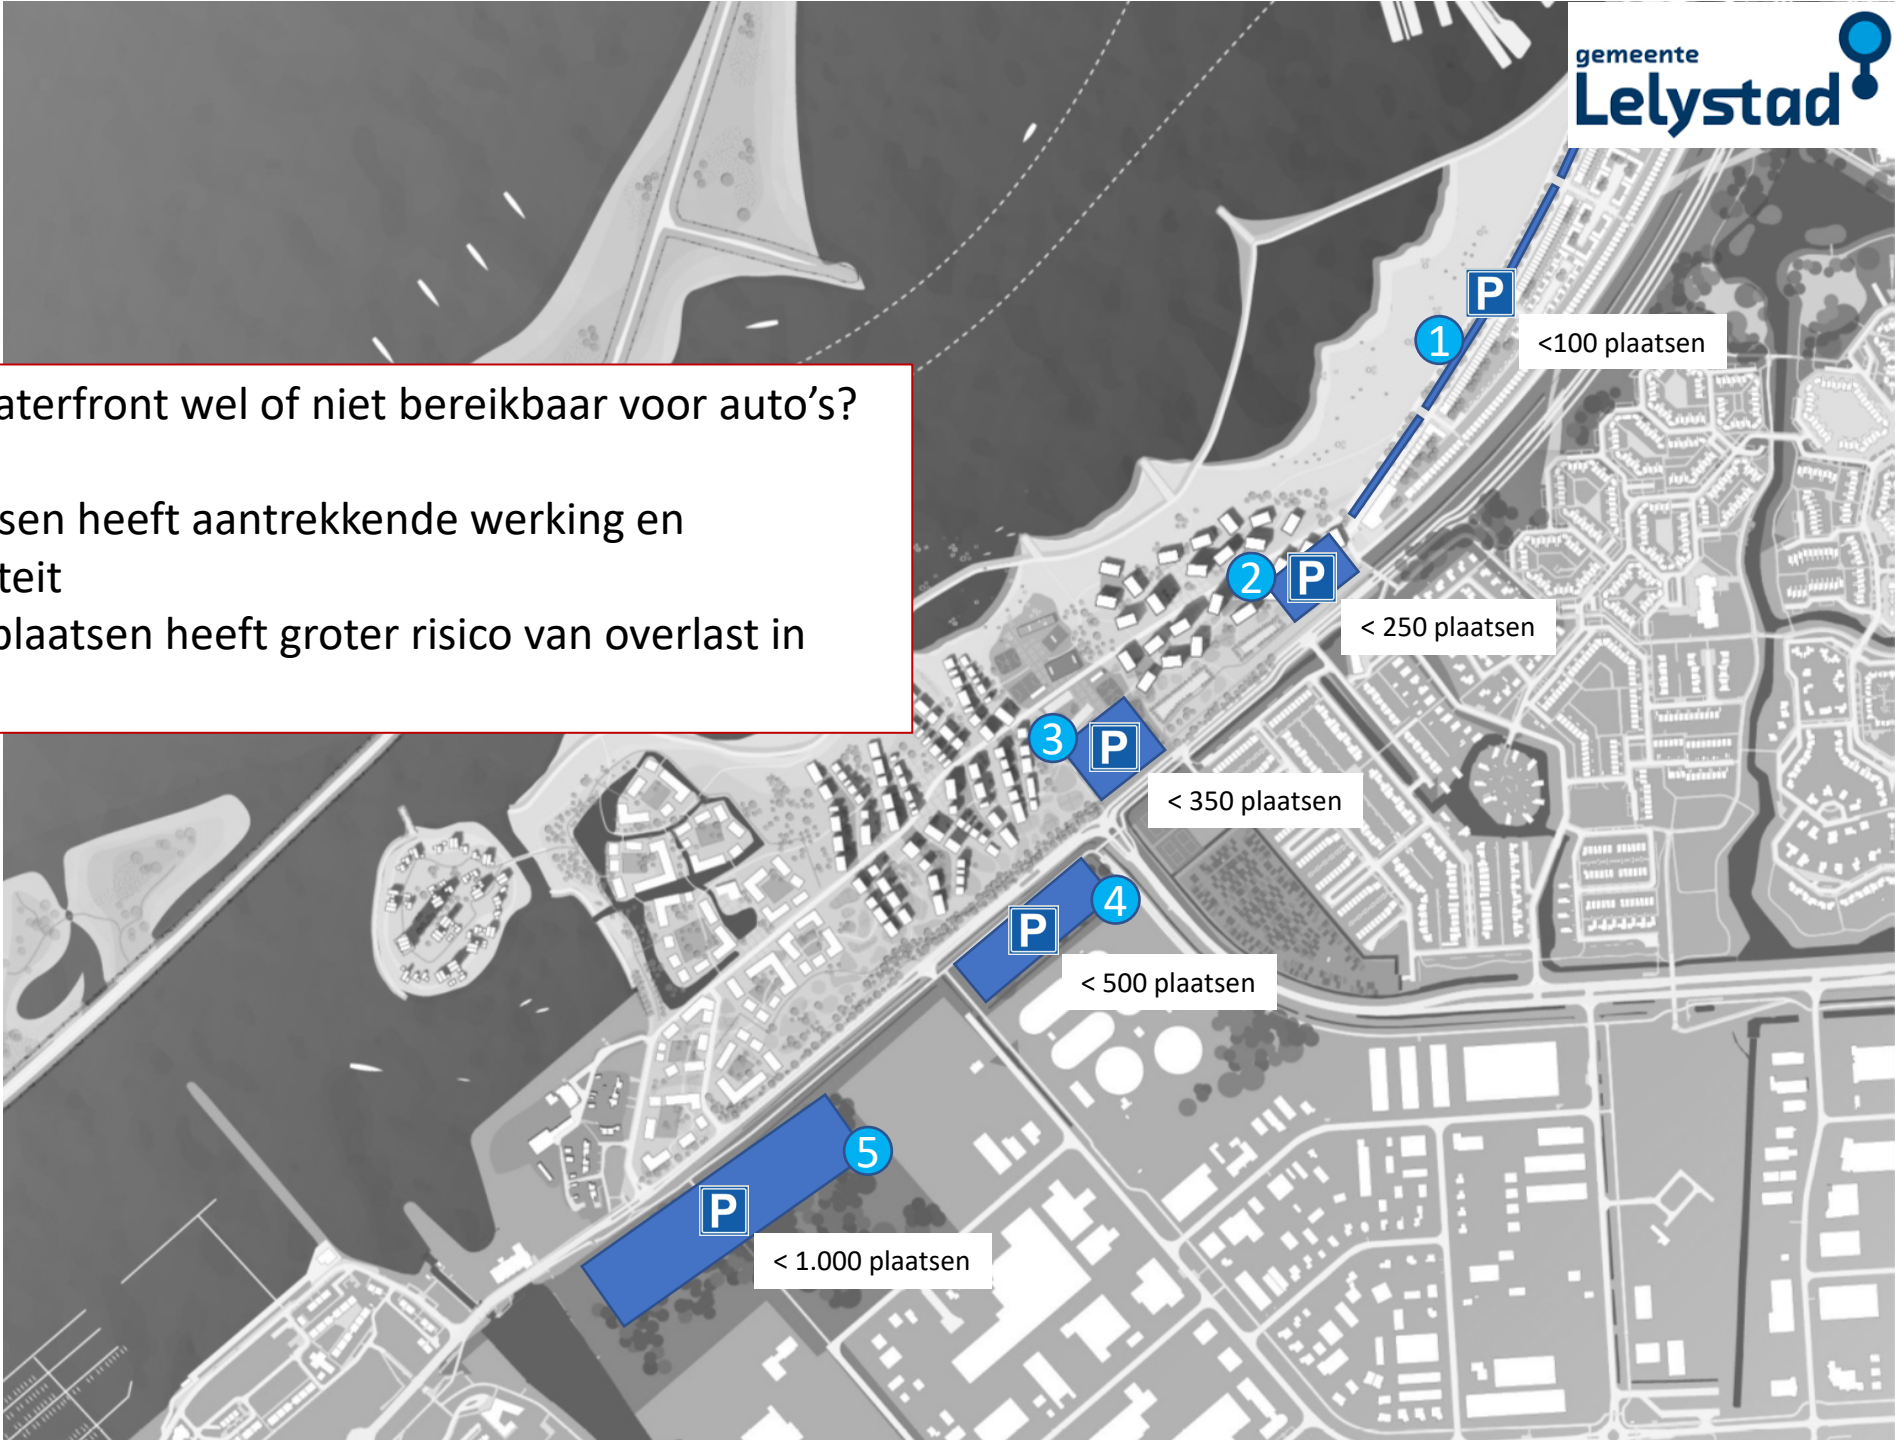 gemeente
Lelystad
P
1
<100 plaatsen
aterfront wel of niet bereikbaar voor auto's?
sen heeft aantrekkende werking en
teit
plaatsen heeft groter risico van overlast in
2
P
< 250 plaatsen
3
P
< 350 plaatsen
4
P
< 500 plaatsen
5
P
< 1.000 plaatsen